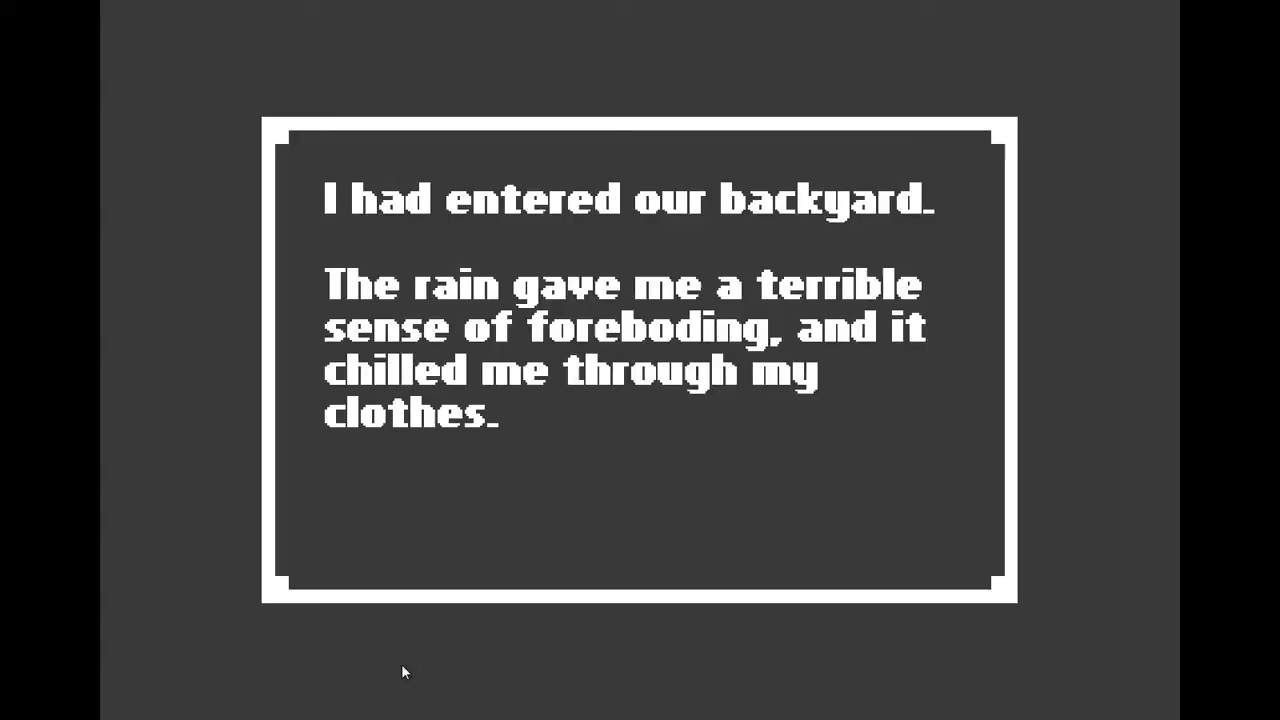 I had entered our backyard.
The rain gave me a terrible
sense of foreboding, and it
chilled me through my
clothes.